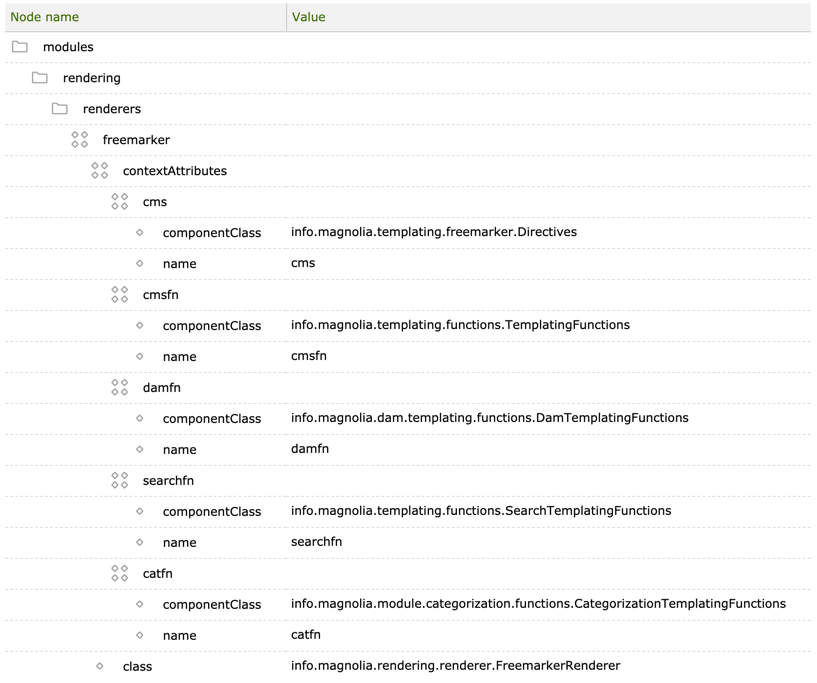 Node name Value
modules
rendering
renderers
freemarker
contextAttributes
cms
componentClass info.magnolia.templating.freemarker.Directives
name cms
cmsfn
componentClass info.magnolia.templating.functions.TemplatingFunctions
name cmsfn
damfn
componentClass info.magnolia.dam.templating.functions.DamTemplatingFunctions
name damfn
searchfn
componentClass info.magnolia.templating.functions.SearchTemplatingFunctions
name searchfn
catfn
componentClass info.magnolia.module.categorization.functions.CategorizationTemplatingFunctions
name catfn
class info.magnolia.rendering.renderer.FreemarkerRenderer